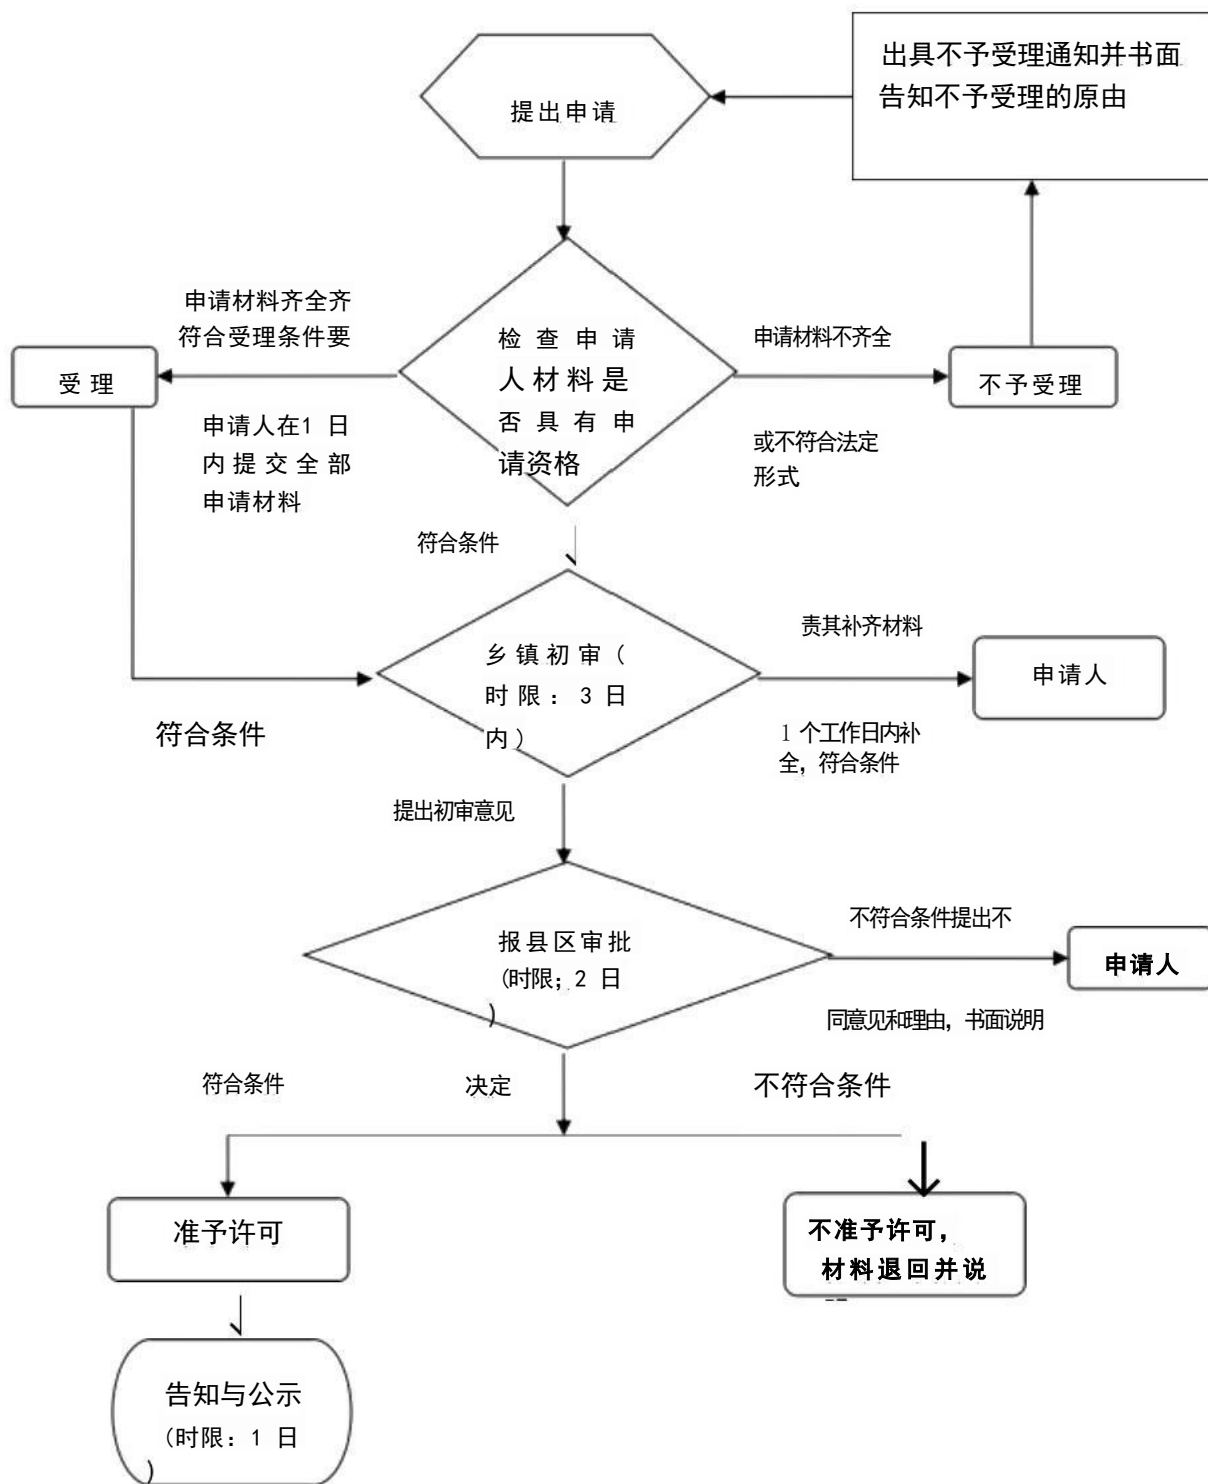 出具不予受理通知并书面
告知不予受理的原由
提出申请
申请材料齐全齐
符合受理条件要
受 理
申请人在1 日
内提交全部
申请材料
检 查 申 请
人材料是
否 具 有 申
请资格
申请材料不齐全
不予受理
或不符合法定
形式
符合条件
乡镇初审(
时限: 3 日
内)
责其补齐材料
申请人
1 个工作日内补
全，符合条件
符合条件
提出初审意见
报县区审批
(时限; 2 日
)
不符合条件提出不
申请人
同意见和理由，书面说明
符合条件
决定
不符合条件
准予许可
不准予许可，
材料退回并说
告知与公示
(时限: 1 日
)